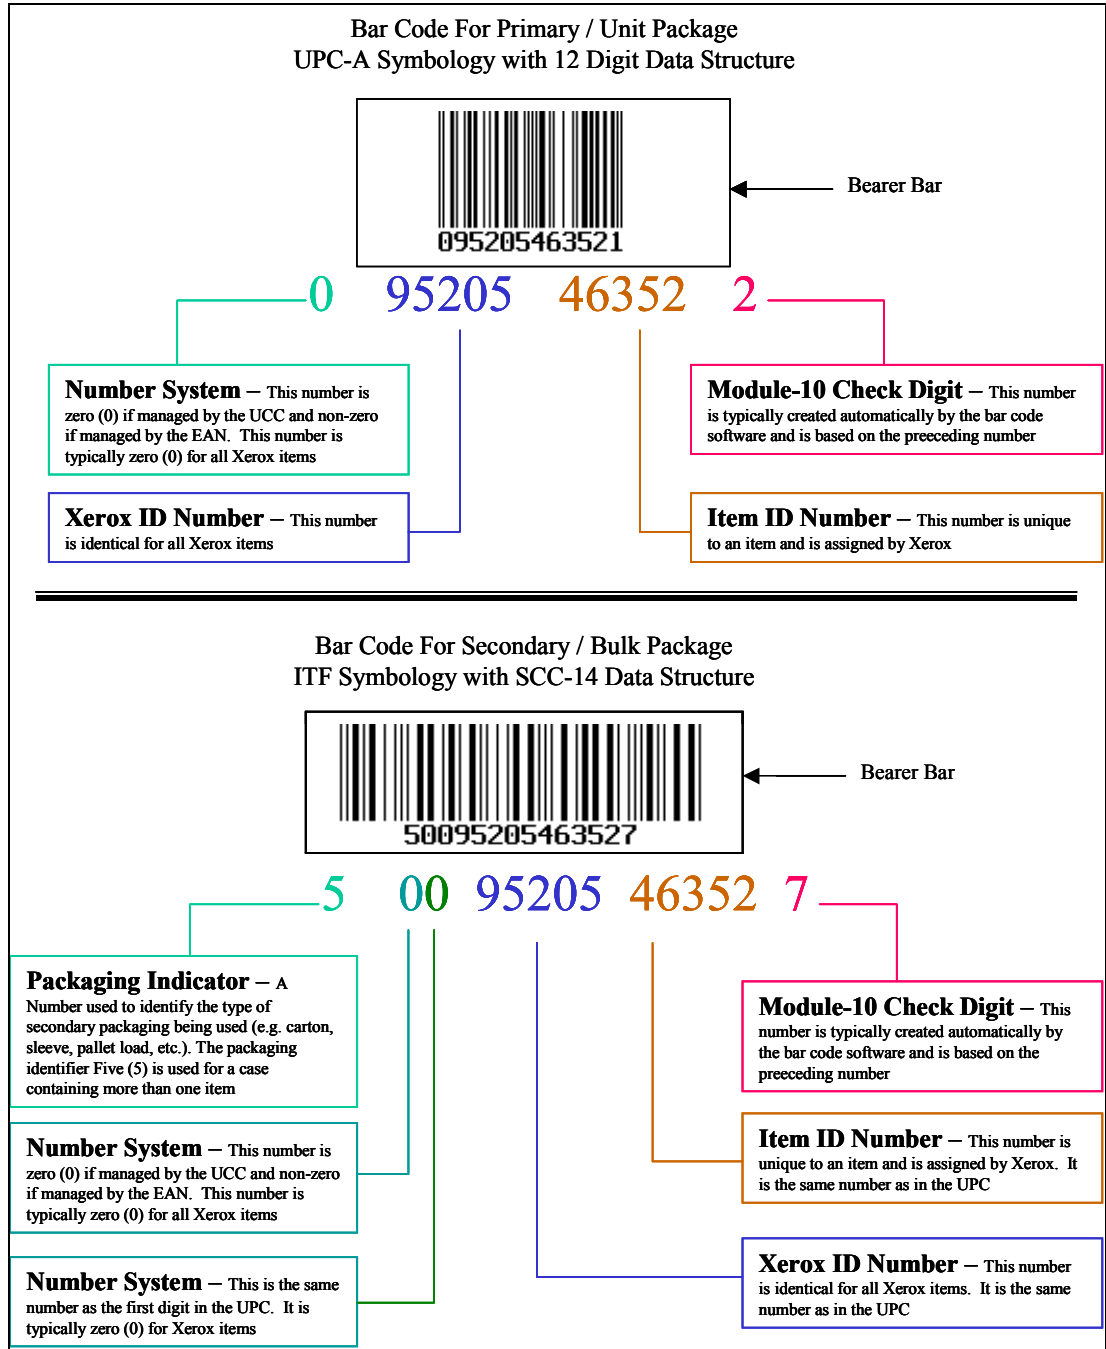 Bar Code For Primary / Unit Package
UPC-A Symbology with 12 Digit Data Structure
095205463521
Bearer Bar
0 95205 46352 2
Number System – This number is
zero (0) if managed by the UCC and non-zero
if managed by the EAN. This number is
typically zero (0) for all Xerox items
Module-10 Check Digit – This number
is typically created automatically by the bar code
software and is based on the preeceding number
Xerox ID Number – This number
is identical for all Xerox items
Item ID Number – This number is unique
to an item and is assigned by Xerox
Bar Code For Secondary / Bulk Package
ITF Symbology with SCC-14 Data Structure
50095205463527
Bearer Bar
5 00 95205 46352 7
Packaging Indicator – A
Number used to identify the type of
secondary packaging being used (e.g. carton,
sleeve, pallet load, etc.). The packaging
identifier Five (5) is used for a case
containing more than one item
Module-10 Check Digit – This
number is typically created automatically by
the bar code software and is based on the
preeceding number
Number System – This number is
zero (0) if managed by the UCC and non-zero
if managed by the EAN. This number is
typically zero (0) for all Xerox items
Item ID Number – This number is
unique to an item and is assigned by Xerox. It
is the same number as in the UPC
Number System – This is the same
number as the first digit in the UPC. It is
typically zero (0) for Xerox items
Xerox ID Number – This number
is identical for all Xerox items. It is the same
number as in the UPC